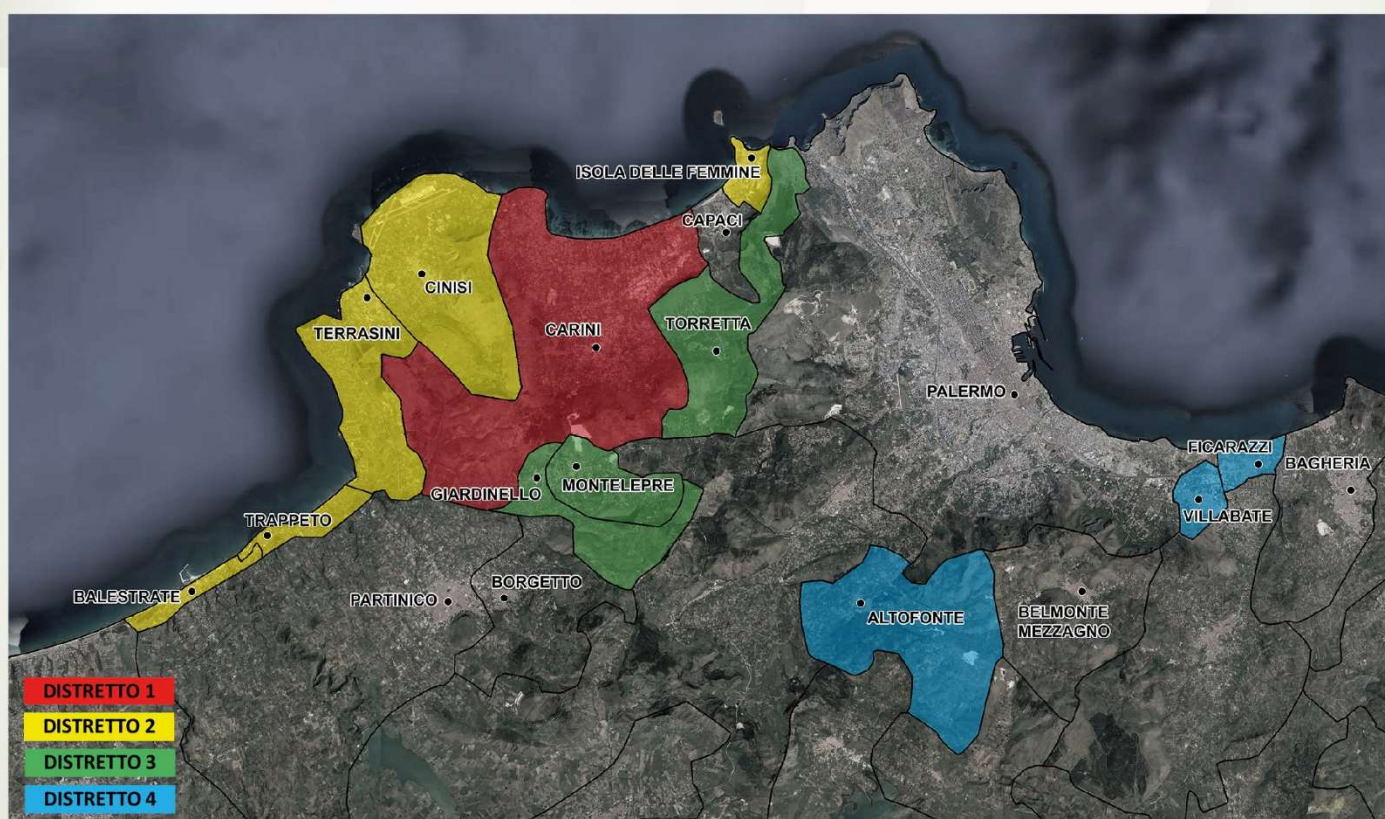 ISOLA DELLE FEMMINE
CAPACI
CINISI
TERRASINI
CARINI
TORRETTA
PALERMO
FICARAZZI
BAGHERIA
GIARDINELLO
MONTELEPRE
VILLABATE
TRAPPETO
BALESTRATE
PARTINICO
BORGETTO
ALTOFONTE
BELMONTE
MEZZAGNO
DISTRETTO 1
DISTRETTO 2
DISTRETTO 3
DISTRETTO 4